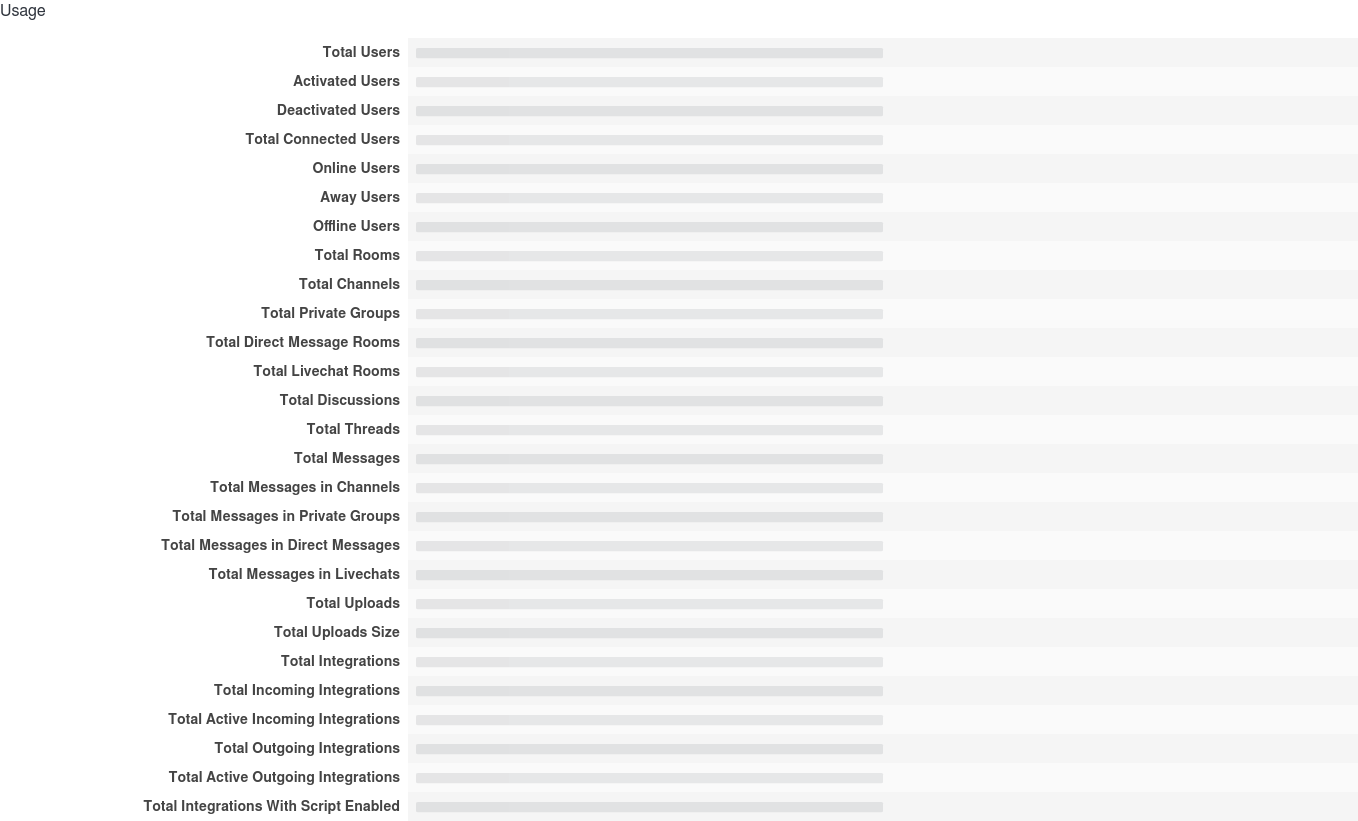 Usage
Total Users
Activated Users
Deactivated Users
Total Connected Users
Online Users
Away Users
Offline Users
Total Rooms
Total Channels
Total Private Groups
Total Direct Message Rooms
Total Livechat Rooms
Total Discussions
Total Threads
Total Messages
Total Messages in Channels
Total Messages in Private Groups
Total Messages in Direct Messages
Total Messages in Livechats
Total Uploads
Total Uploads Size
Total Integrations
Total Incoming Integrations
Total Active Incoming Integrations
Total Outgoing Integrations
Total Active Outgoing Integrations
Total Integrations With Script Enabled